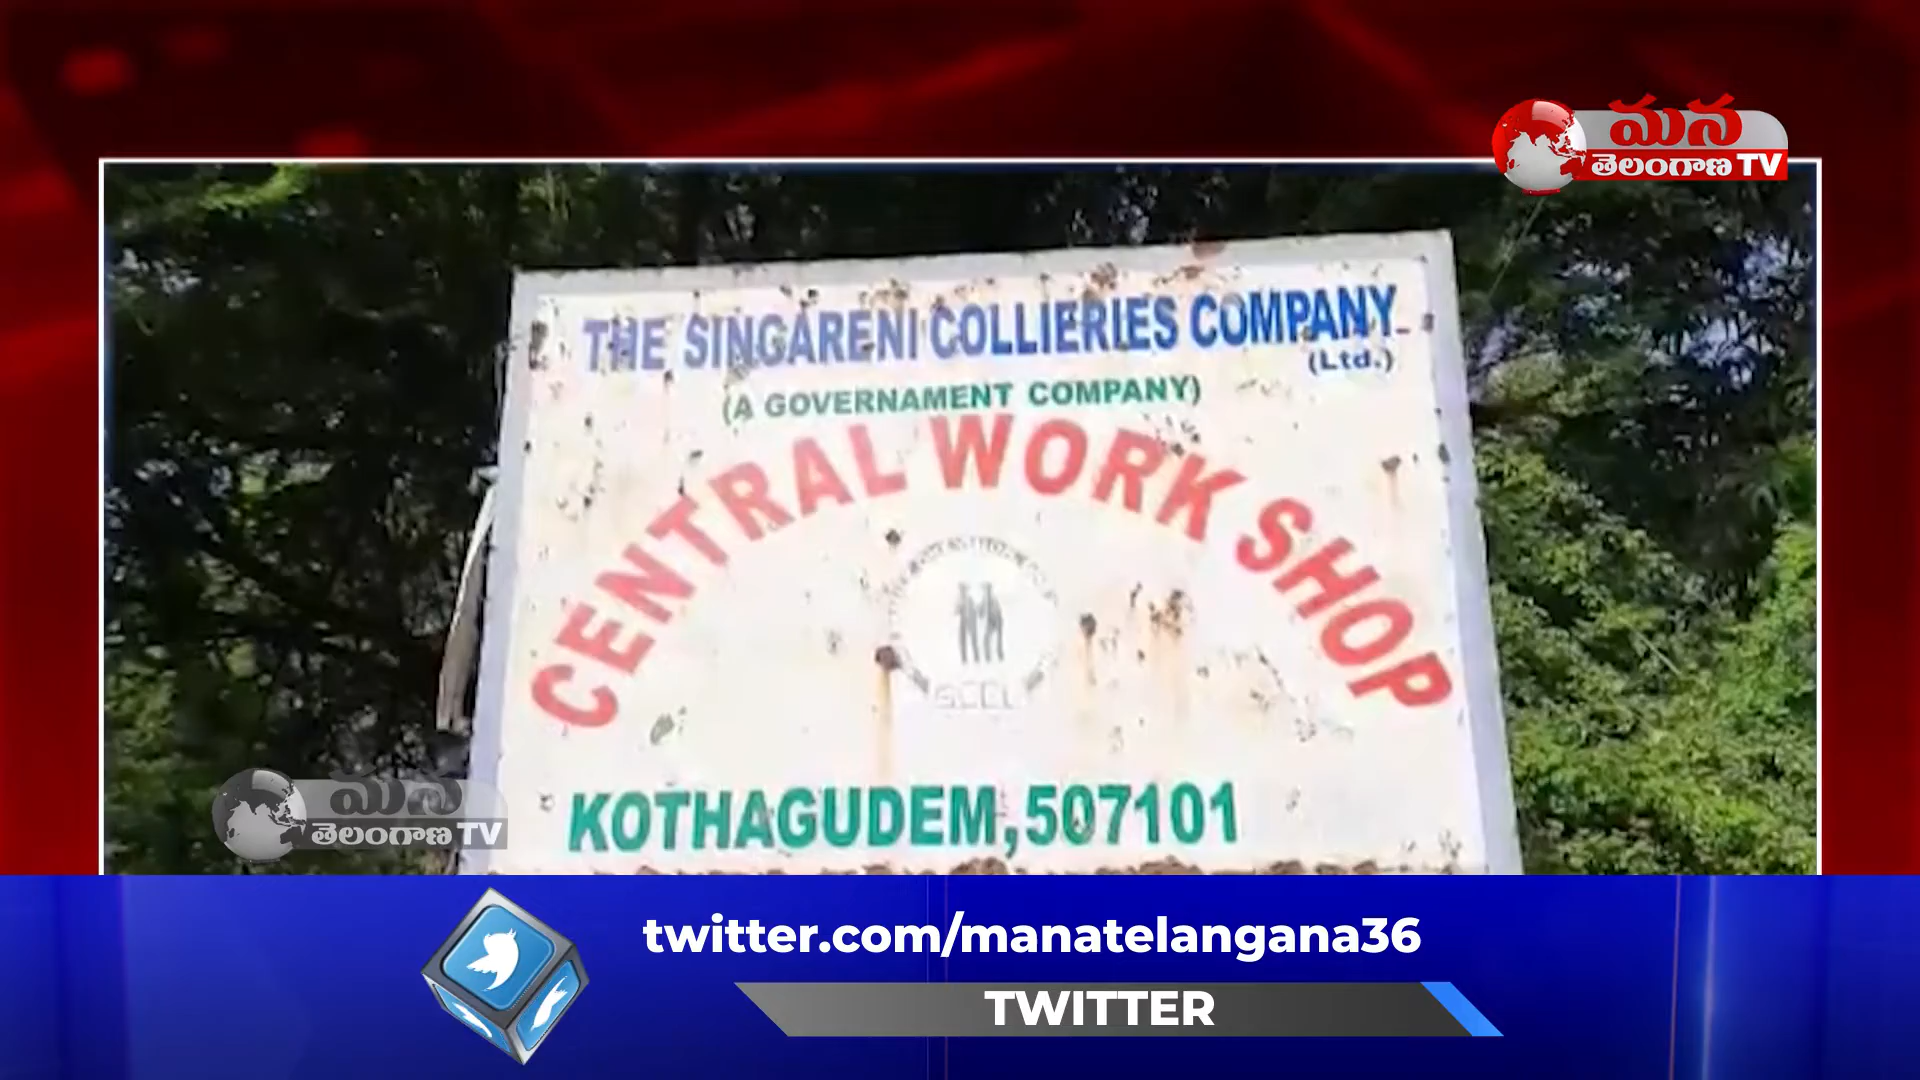 మన
తెలంగాణ TV
THE SINGARENI COLLIERIES COMPANY
(Ltd.)
(A GOVERNAMENT COMPANY)
CENTRAL WORK SHOP
S.C.C.L
KOTHAGUDEM,507101
మన
తెలంగాణ TV
twitter.com/manatelangana36
TWITTER